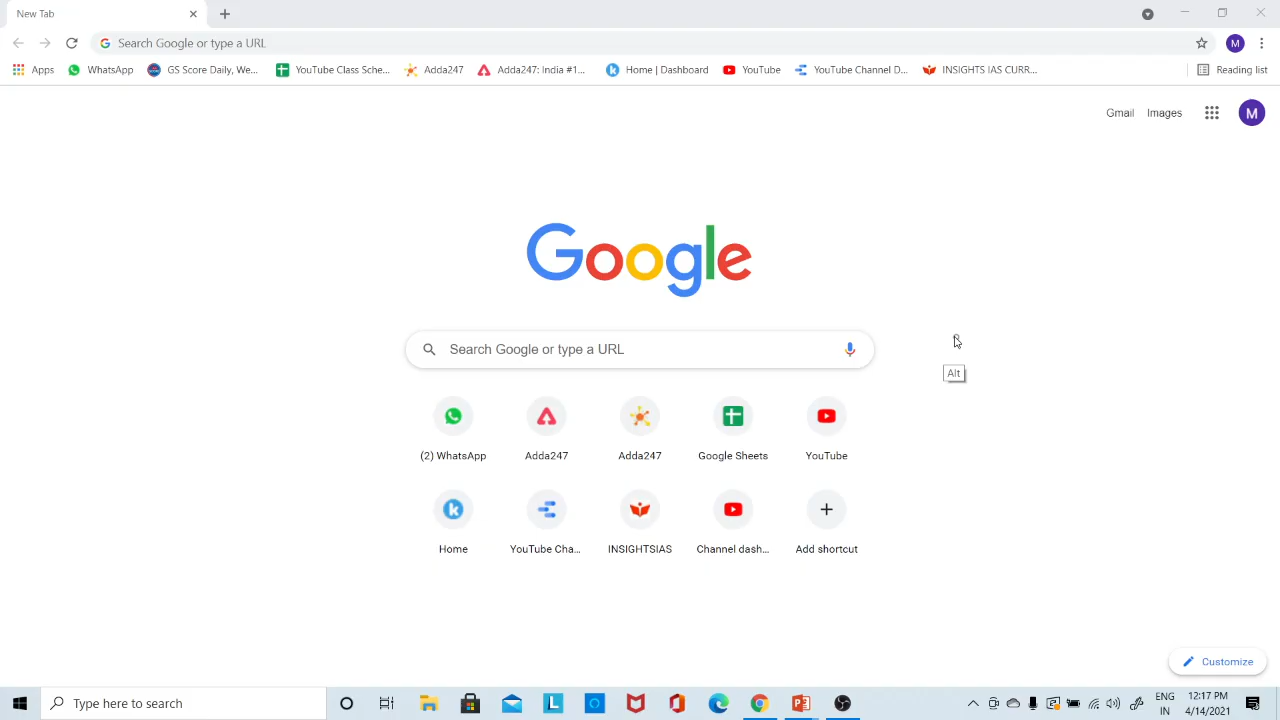 New Tab
Search Google or type a URL
M
Apps WhatsApp GS Score Daily, We... YouTube Class Sche... Adda247 Adda247: India #1... Home | Dashboard YouTube YouTube Channel D... INSIGHTS IAS CURR... Reading list
Gmail Images M
Google
Search Google or type a URL
Alt
(2) WhatsApp Adda247 Adda247 Google Sheets YouTube
Home YouTube Cha... INSIGHTSIAS Channel dash... Add shortcut
Customize
Type here to search
ENG 12:17 PM
IN 4/14/2021